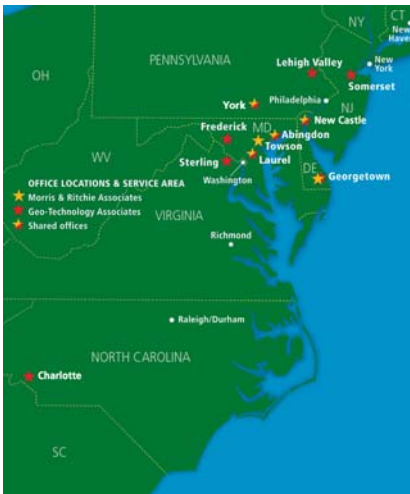 NY
CT
New Haven
PENNSYLVANIA
Lehigh Valley
New York
OH
Somerset
Philadelphia
York
NJ
New Castle
Frederick
MD
Abingdon
Towson
WV
Sterling
Laurel
DE
Washington
Georgetown
OFFICE LOCATIONS & SERVICE AREA
Morris & Ritchie Associates
Geo-Technology Associates
Shared offices
VIRGINIA
Richmond
Raleigh/Durham
NORTH CAROLINA
Charlotte
SC